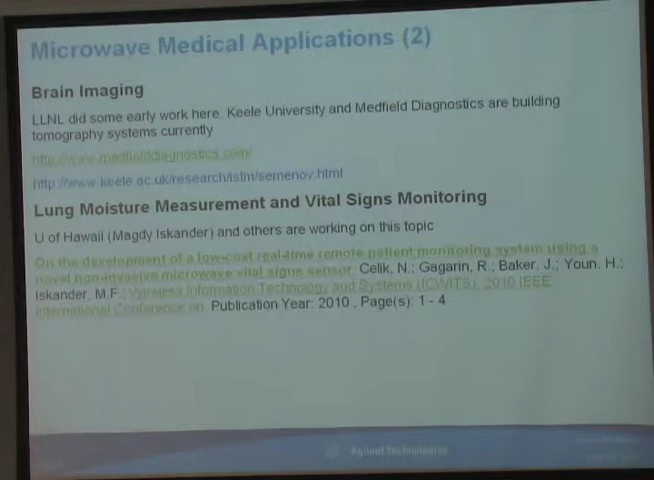 Microwave Medical Applications (2)
Brain Imaging
LLNL did some early work here. Keele University and Medfield Diagnostics are building
tomography systems currently
http://www.medfielddiagnostics.com/
http://www.keele.ac.uk/research/istm/semenov.html
Lung Moisture Measurement and Vital Signs Monitoring
U of Hawaii (Magdy Iskander) and others are working on this topic
On the development of a low-cost real-time remote patient monitoring system using a
novel non-invasive microwave vital signs sensor Celik, N.; Gagarin, R.; Baker, J.; Youn. H.;
Iskander, M.F.; Wireless Information Technology and Systems (ICWITS), 2010 IEEE
International Conference on Publication Year: 2010 , Page(s): 1 - 4
Agilent Technologies